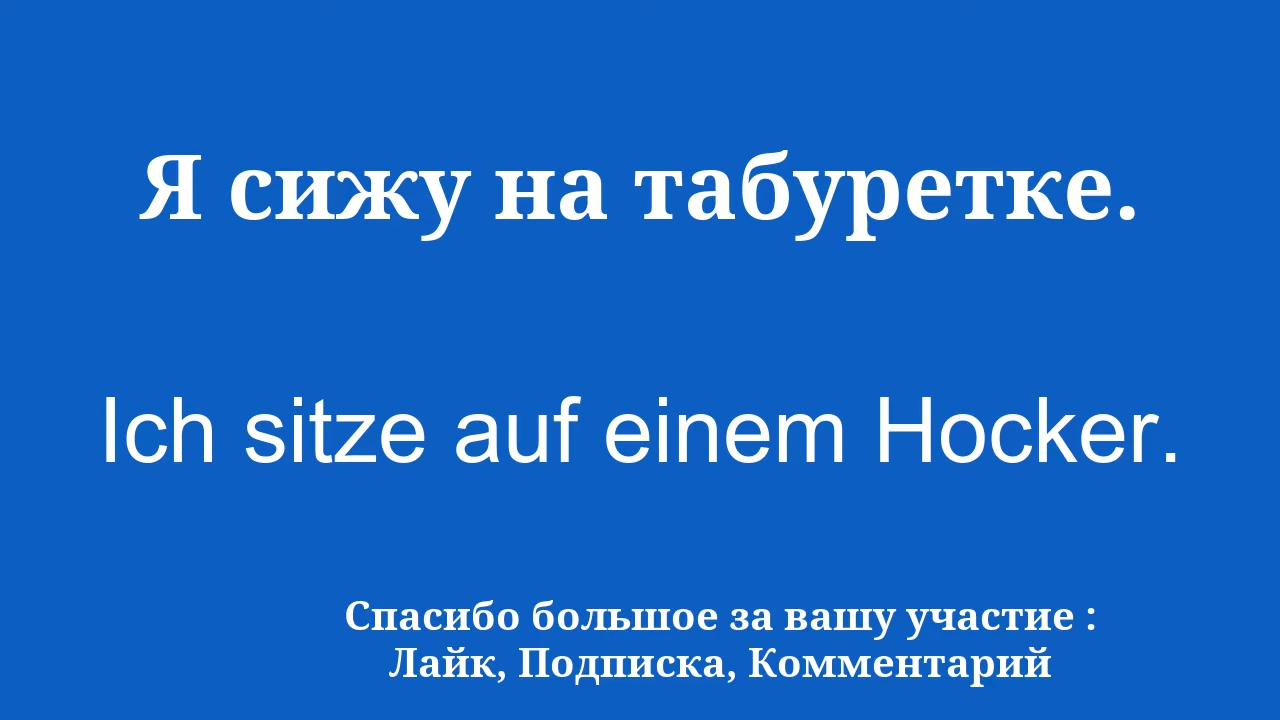 Я сижу на табуретке.
Ich sitze auf einem Hocker.
Спасибо большое за вашу участие :
Лайк, Подписка, Комментарий